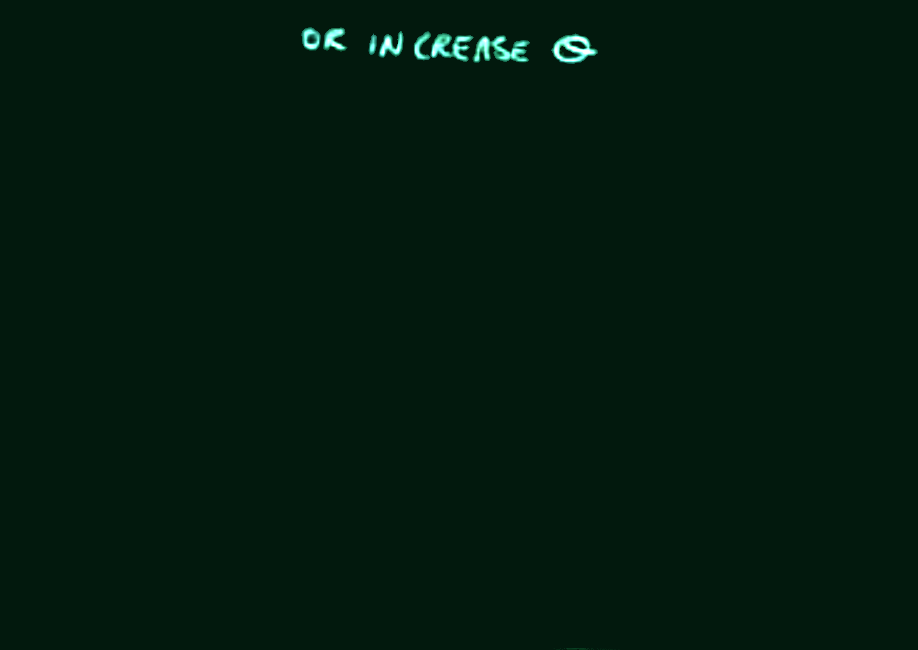 OR INCREASE Θ